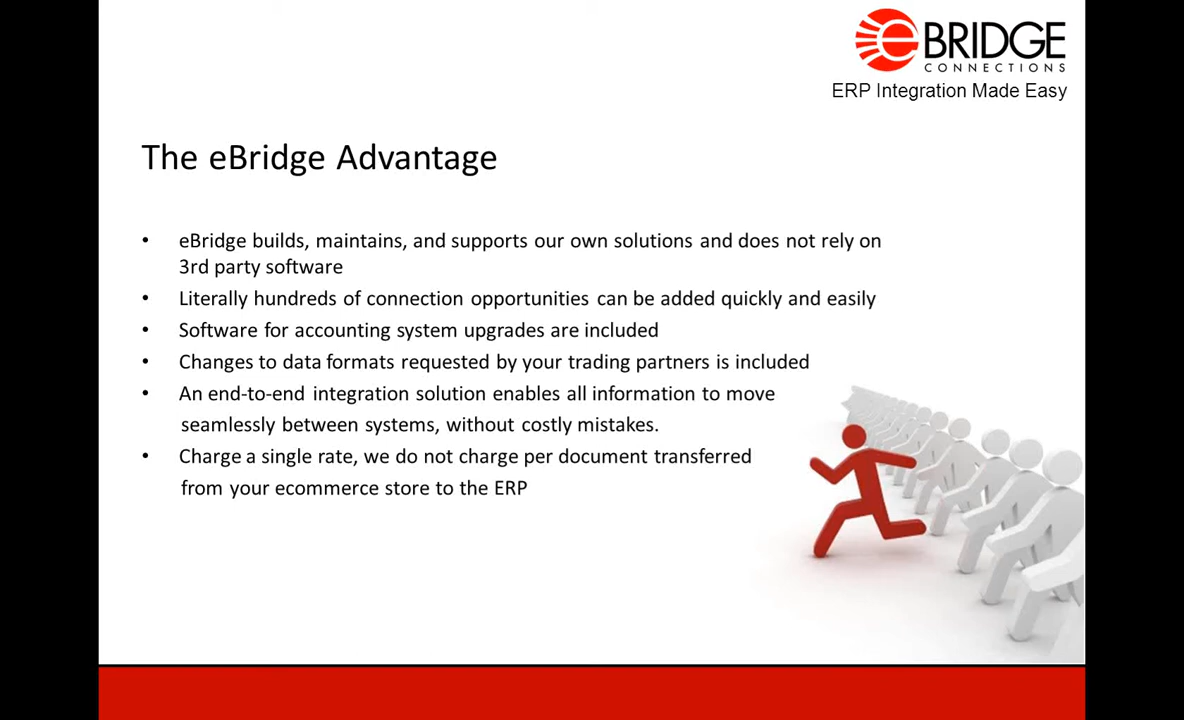 eBRIDGE
CONNECTIONS
ERP Integration Made Easy
The eBridge Advantage
• eBridge builds, maintains, and supports our own solutions and does not rely on
3rd party software
• Literally hundreds of connection opportunities can be added quickly and easily
• Software for accounting system upgrades are included
• Changes to data formats requested by your trading partners is included
• An end-to-end integration solution enables all information to move
seamlessly between systems, without costly mistakes.
• Charge a single rate, we do not charge per document transferred
from your ecommerce store to the ERP